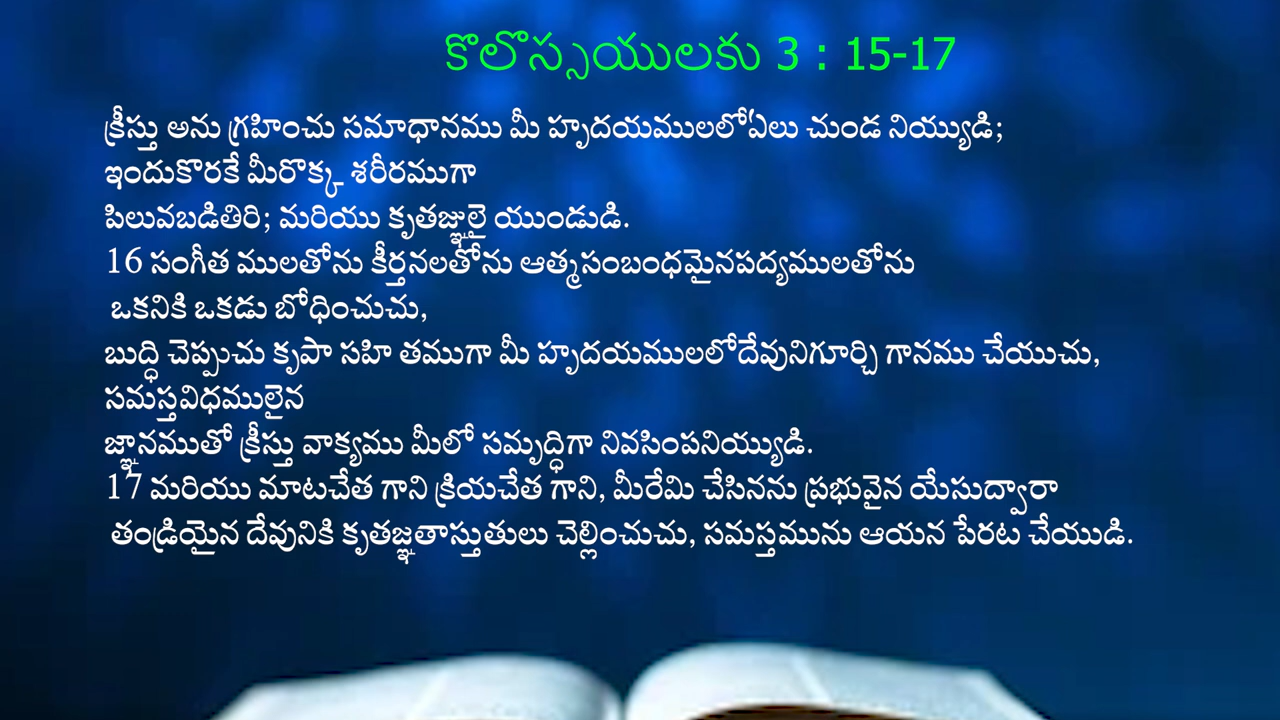 కొలొస్సయులకు 3 : 15-17
క్రీస్తు అను గ్రహించు సమాధానము మీ హృదయములలోఏలు చుండ నియ్యుడి;
ఇందుకొరకే మీరొక్క శరీరముగా
పిలువబడితిరి; మరియు కృతజ్ఞులై యుండుడి.
16 సంగీత ములతోను కీర్తనలతోను ఆత్మసంబంధమైనపద్యములతోను
ఒకనికి ఒకడు బోధించుచు,
బుద్ధి చెప్పుచు కృపా సహి తముగా మీ హృదయములలోదేవునిగూర్చి గానము చేయుచు,
సమస్తవిధములైన
జ్ఞానముతో క్రీస్తు వాక్యము మీలో సమృద్ధిగా నివసింపనియ్యుడి.
17 మరియు మాటచేత గాని క్రియచేత గాని, మీరేమి చేసినను ప్రభువైన యేసుద్వారా
తండ్రియైన దేవునికి కృతజ్ఞతాస్తుతులు చెల్లించుచు, సమస్తమును ఆయన పేరట చేయుడి.